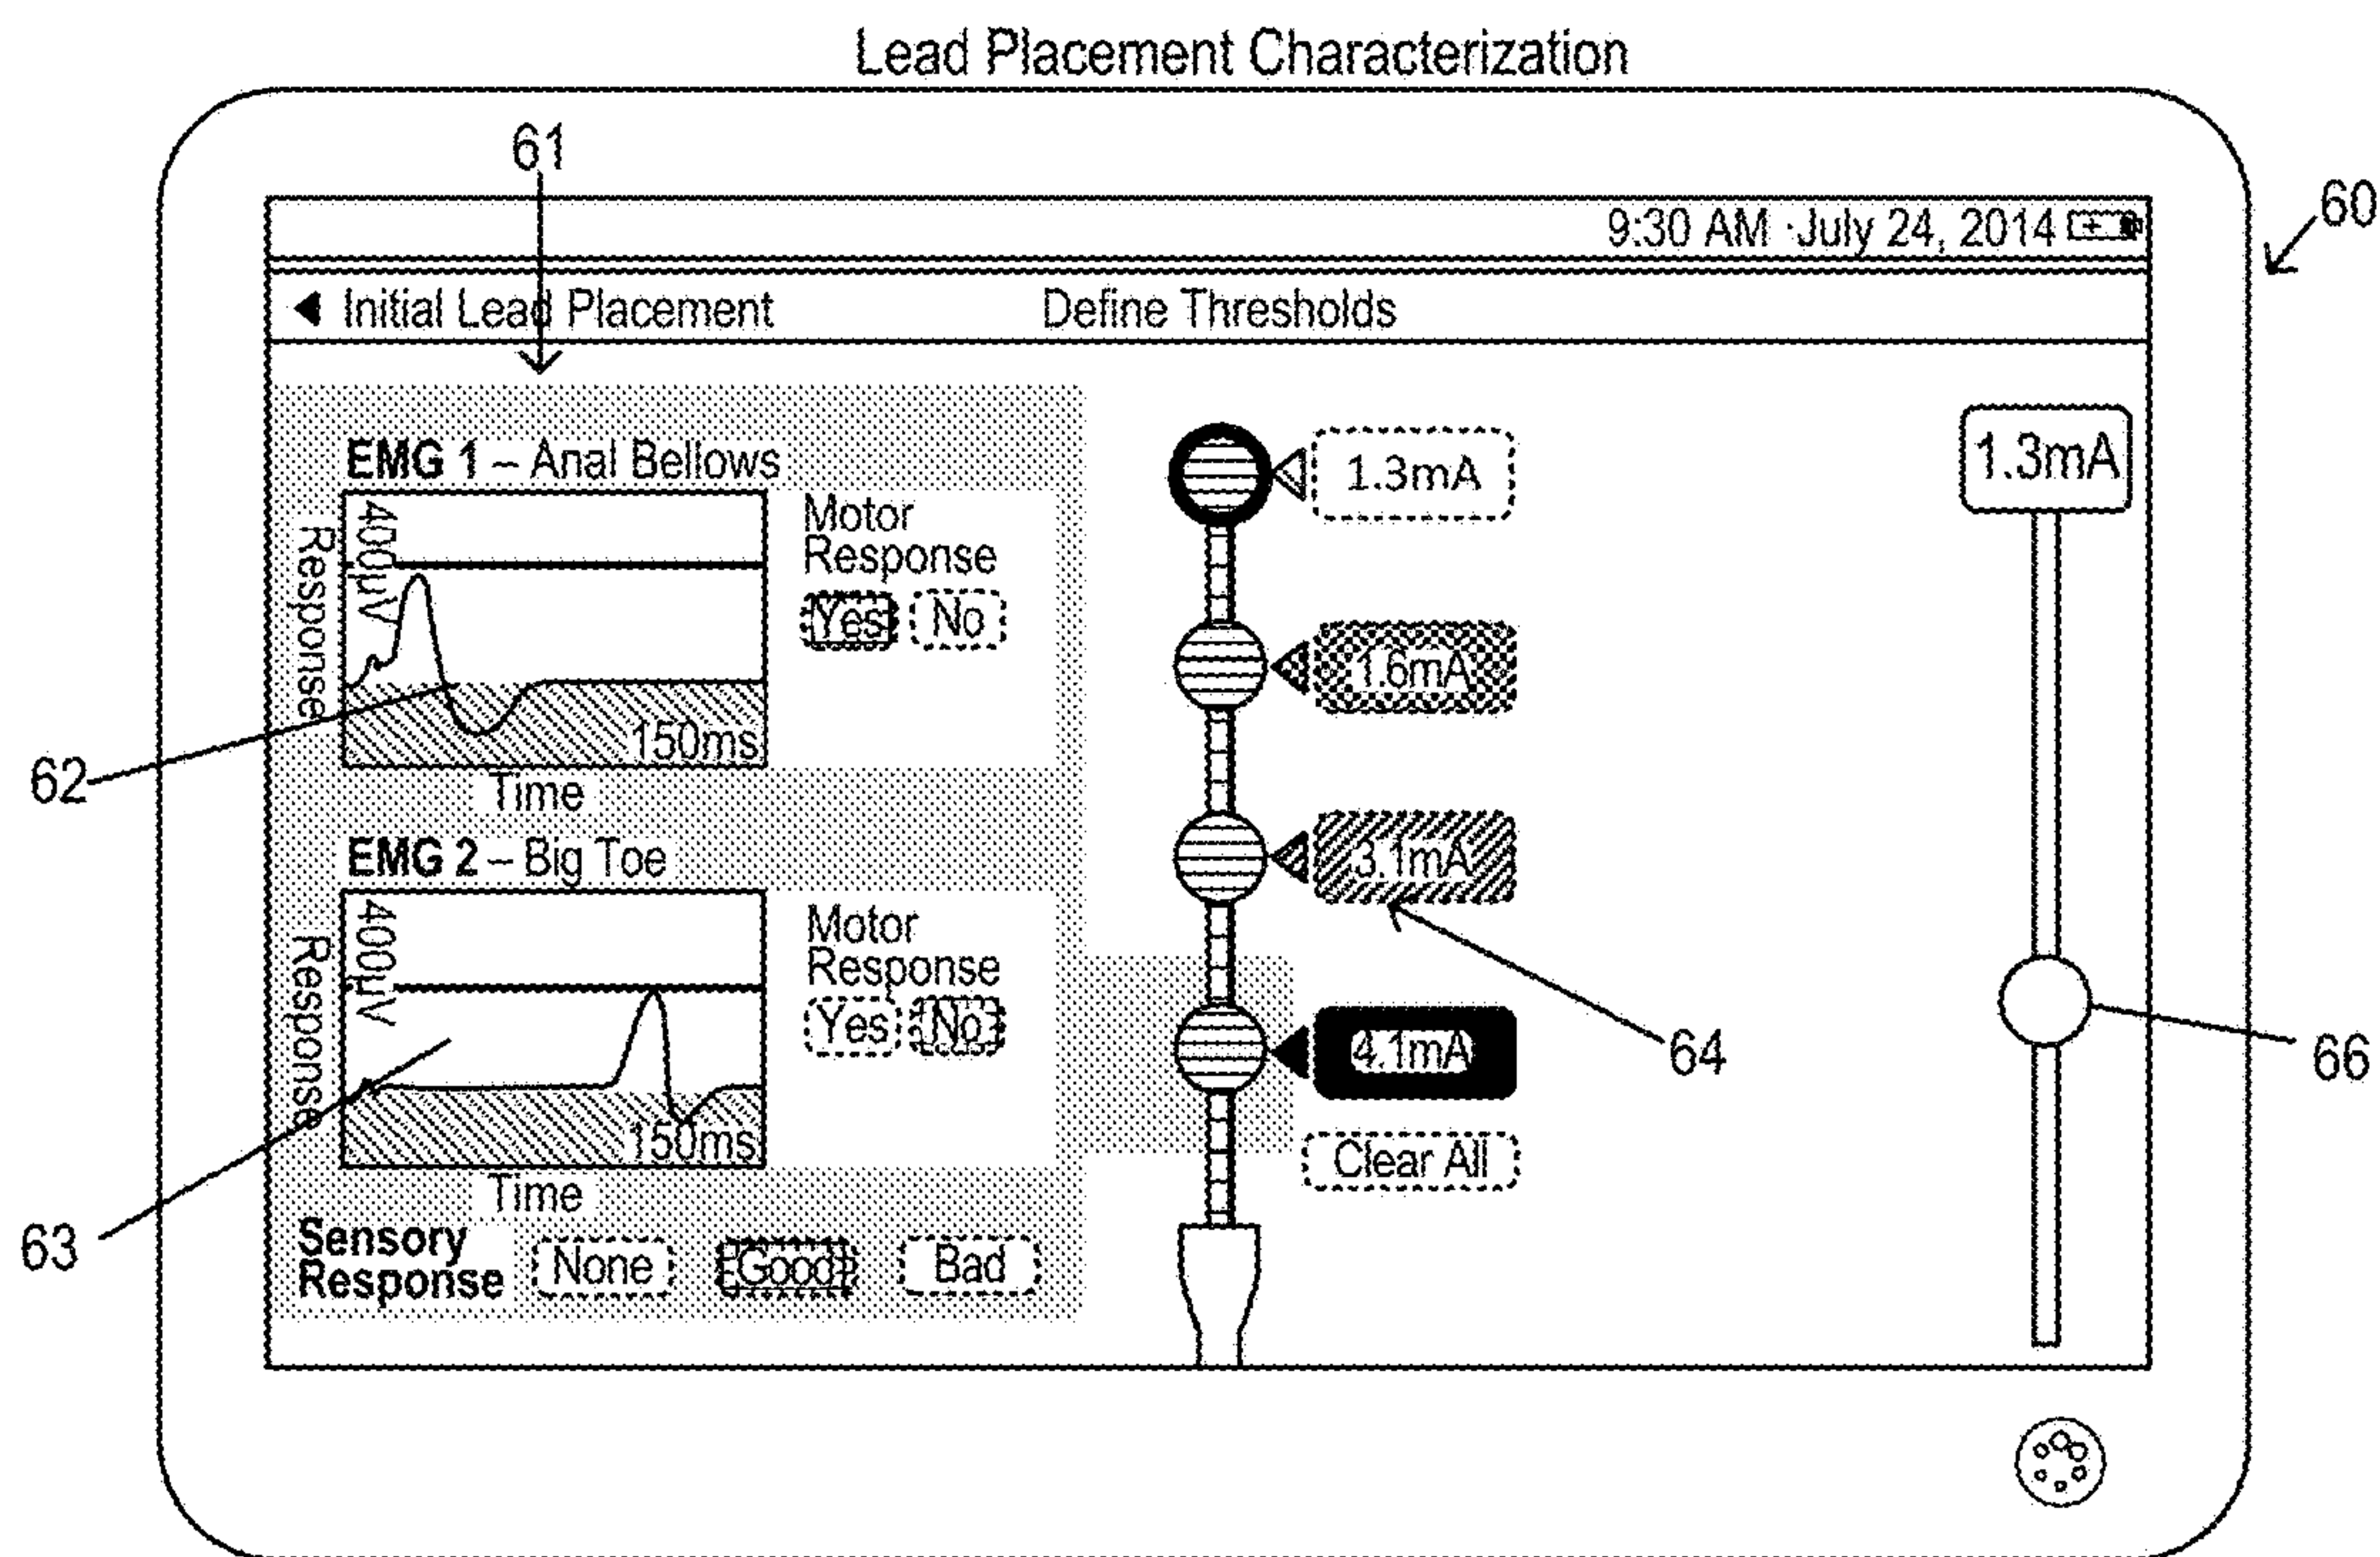 Lead Placement Characterization
61
60
9:30 AM · July 24, 2014
◀ Initial Lead Placement
Define Thresholds
EMG 1 – Anal Bellows
400µV
Response
150ms
Time
Motor
Response
Yes No
62
EMG 2 – Big Toe
400µV
Response
150ms
Time
Motor
Response
Yes No
63
Sensory
Response
None Good Bad
1.3mA
1.6mA
3.1mA
4.1mA
64
Clear All
1.3mA
66